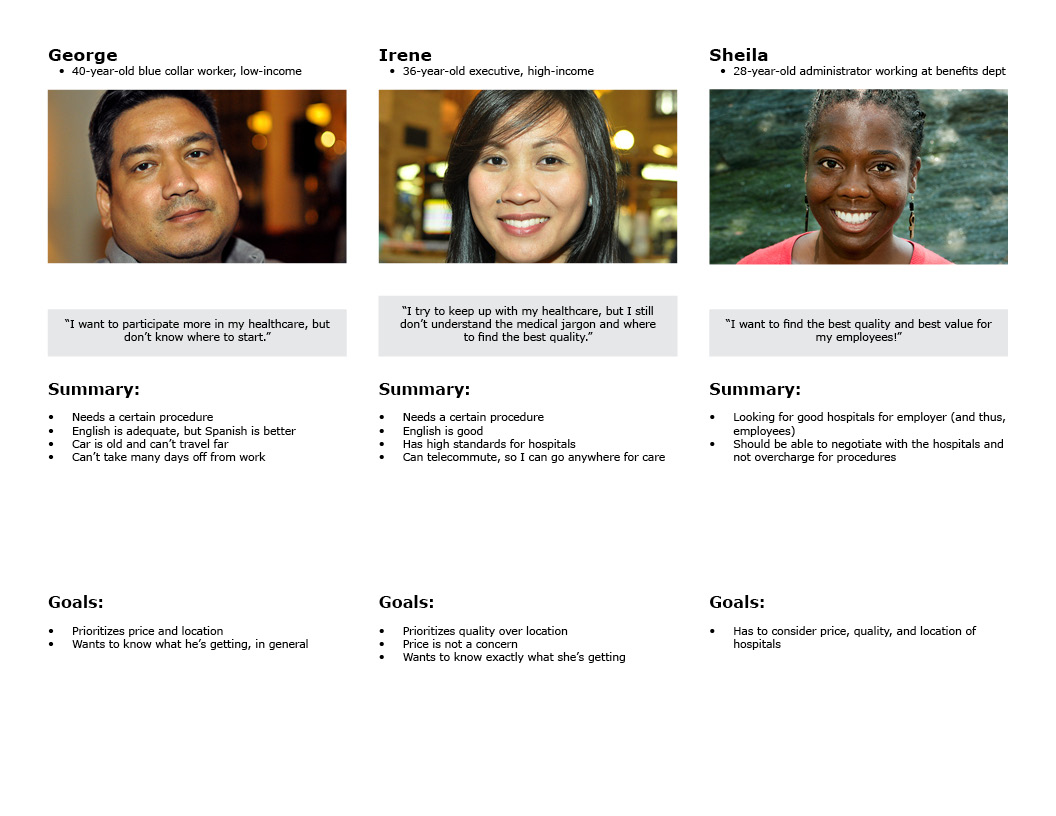 George
• 40-year-old blue collar worker, low-income
“I want to participate more in my healthcare, but
don’t know where to start.”
Summary:
• Needs a certain procedure
• English is adequate, but Spanish is better
• Car is old and can’t travel far
• Can’t take many days off from work
Goals:
• Prioritizes price and location
• Wants to know what he’s getting, in general
Irene
• 36-year-old executive, high-income
“I try to keep up with my healthcare, but I still
don’t understand the medical jargon and where
to find the best quality.”
Summary:
• Needs a certain procedure
• English is good
• Has high standards for hospitals
• Can telecommute, so I can go anywhere for care
Goals:
• Prioritizes quality over location
• Price is not a concern
• Wants to know exactly what she’s getting
Sheila
• 28-year-old administrator working at benefits dept
“I want to find the best quality and best value for
my employees!”
Summary:
• Looking for good hospitals for employer (and thus,
employees)
• Should be able to negotiate with the hospitals and
not overcharge for procedures
Goals:
• Has to consider price, quality, and location of
hospitals